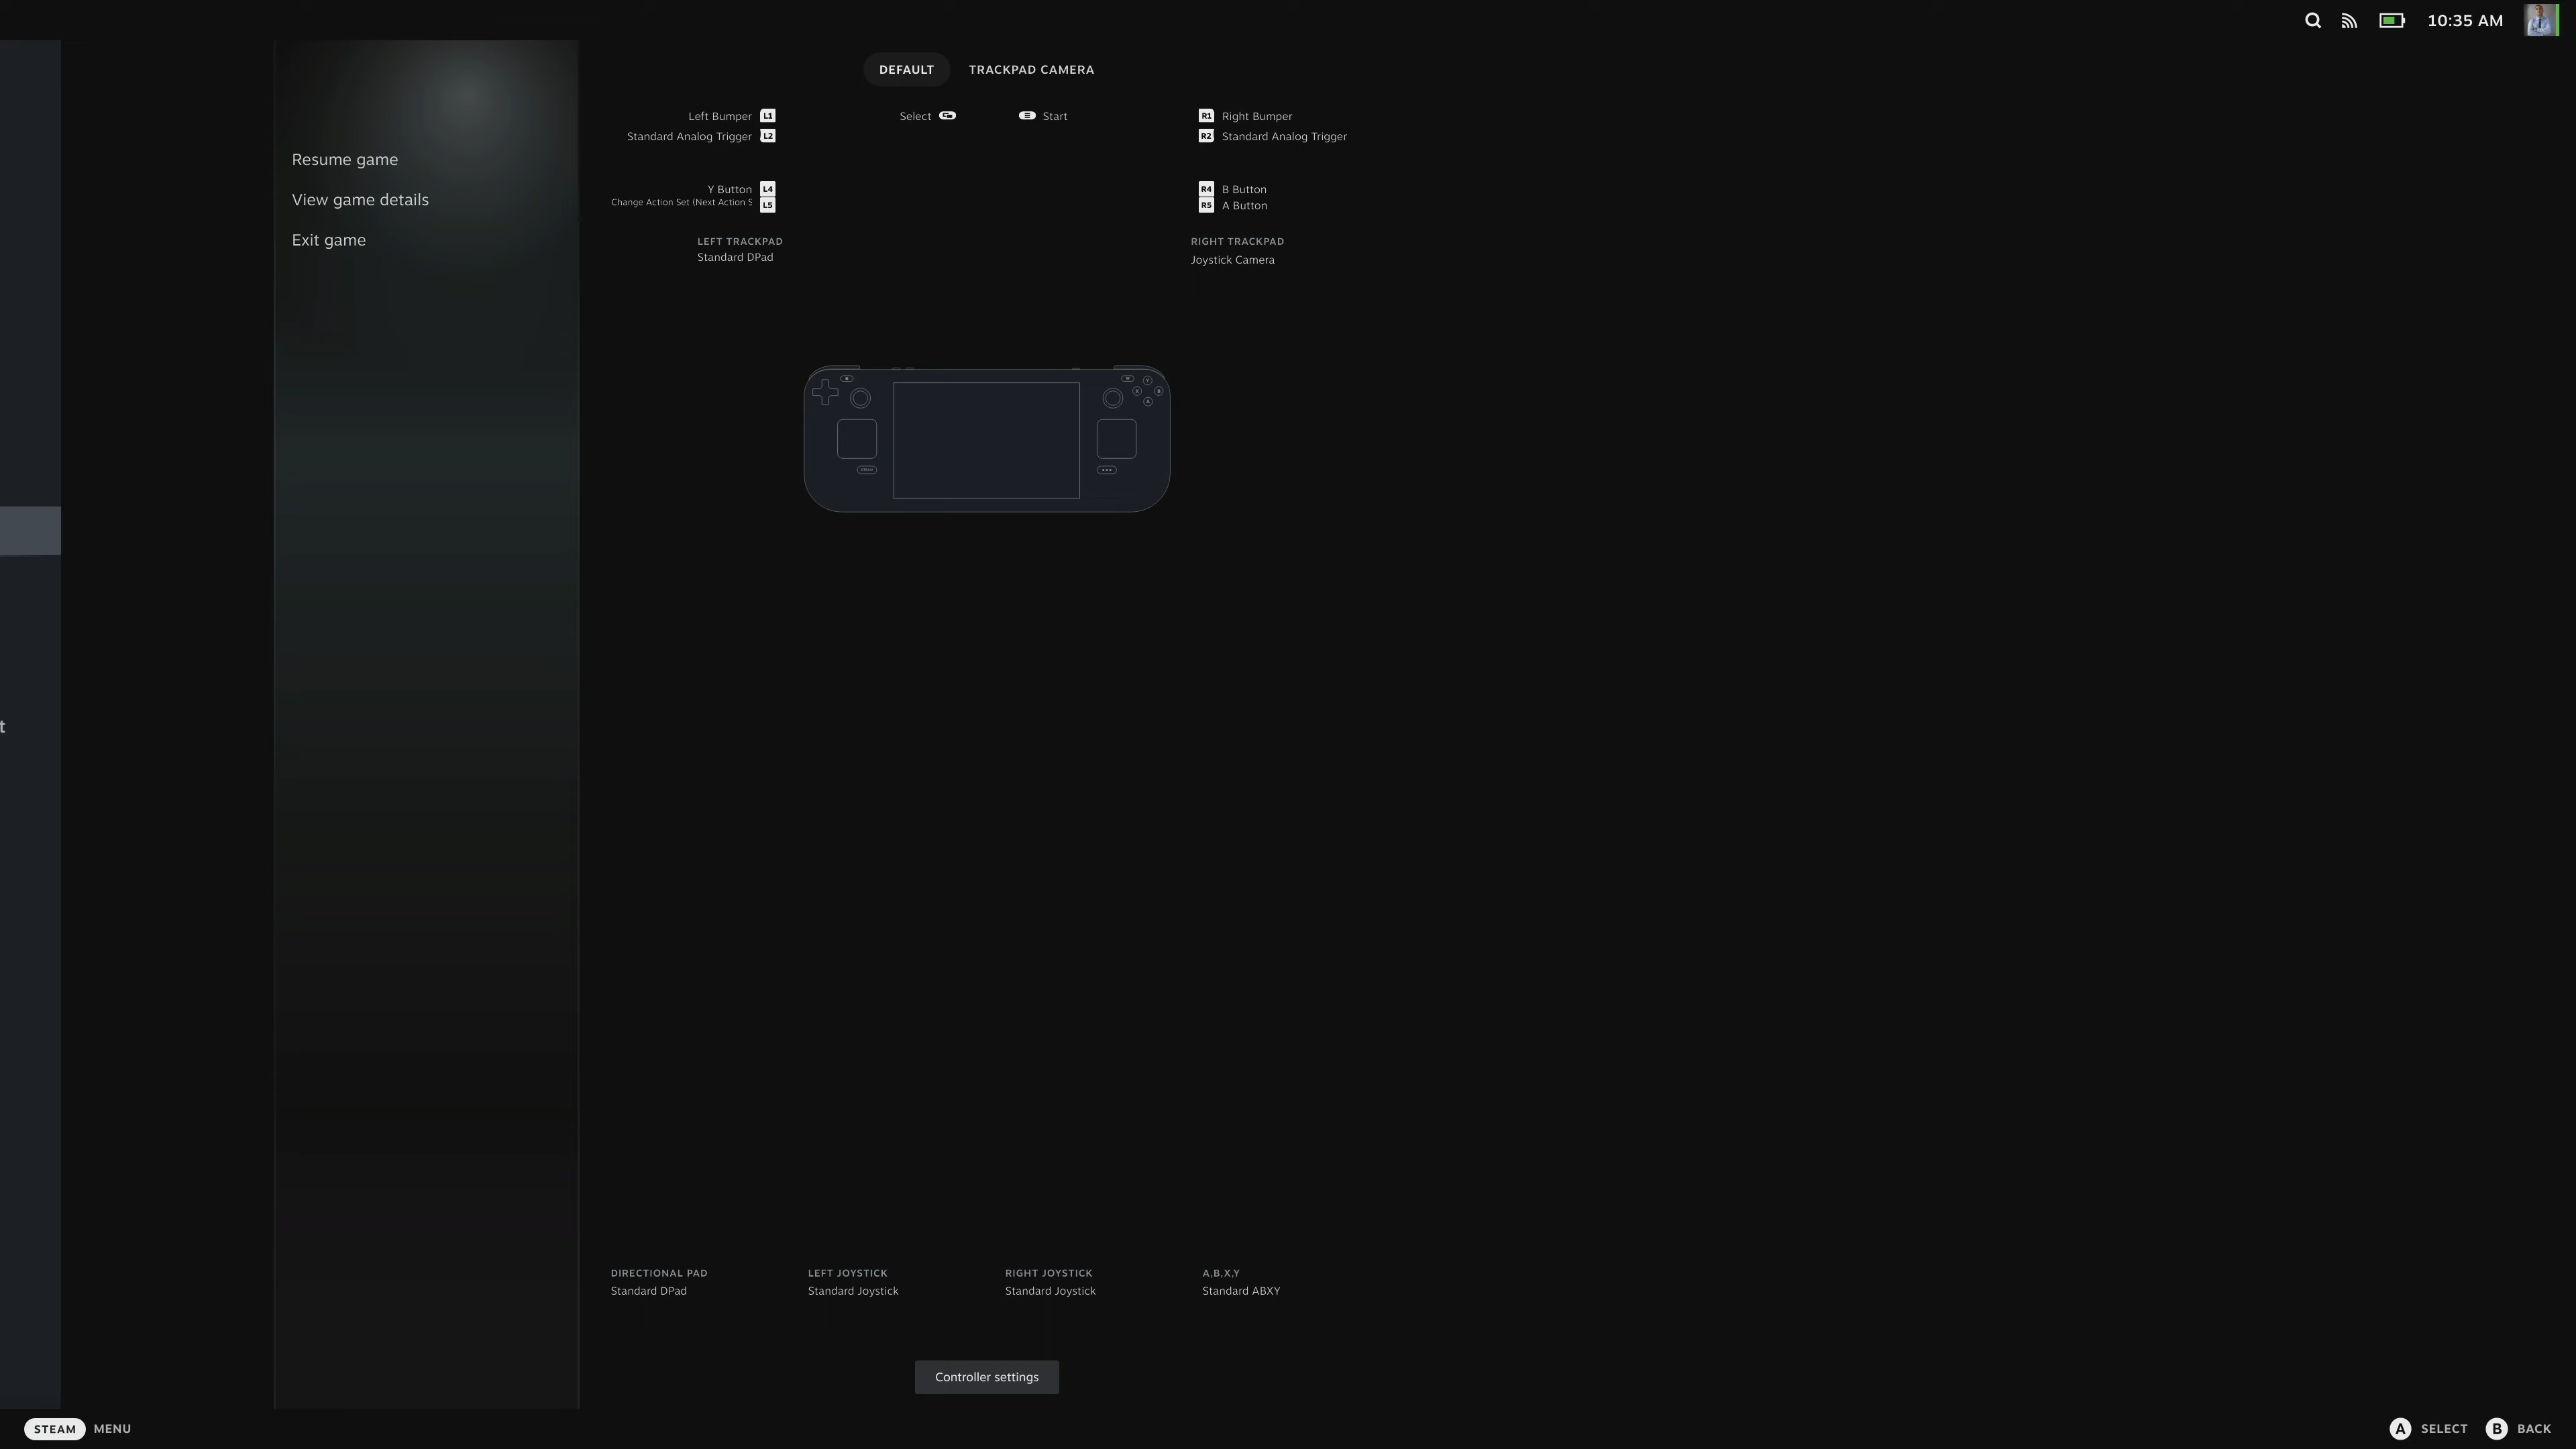 10:35 AM
DEFAULT
TRACKPAD CAMERA
Left Bumper L1
Select
Start
R1 Right Bumper
Standard Analog Trigger L2
R2 Standard Analog Trigger
Resume game
View game details
Exit game
Y Button L4
Change Action Set (Next Action S L5
R4 B Button
R5 A Button
LEFT TRACKPAD
Standard DPad
RIGHT TRACKPAD
Joystick Camera
Y
X B
A
STEAM
t
DIRECTIONAL PAD
Standard DPad
LEFT JOYSTICK
Standard Joystick
RIGHT JOYSTICK
Standard Joystick
A,B,X,Y
Standard ABXY
Controller settings
STEAM MENU
A SELECT B BACK